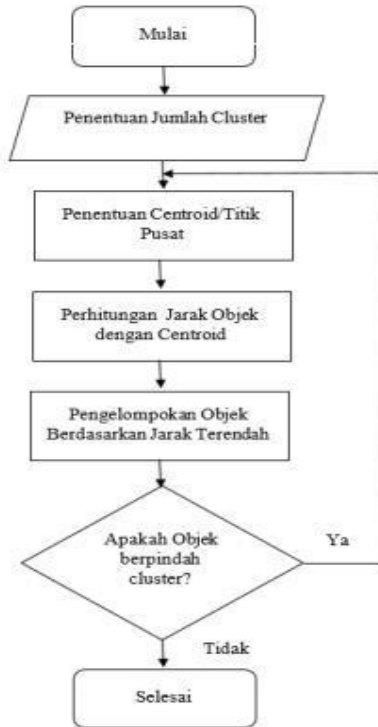 Mulai
Penentuan Jumlah Cluster
Penentuan Centroid/Titik
Pusat
Perhitungan Jarak Objek
dengan Centroid
Pengelompokan Objek
Berdasarkan Jarak Terendah
Apakah Objek
berpindah
cluster?
Ya
Tidak
Selesai